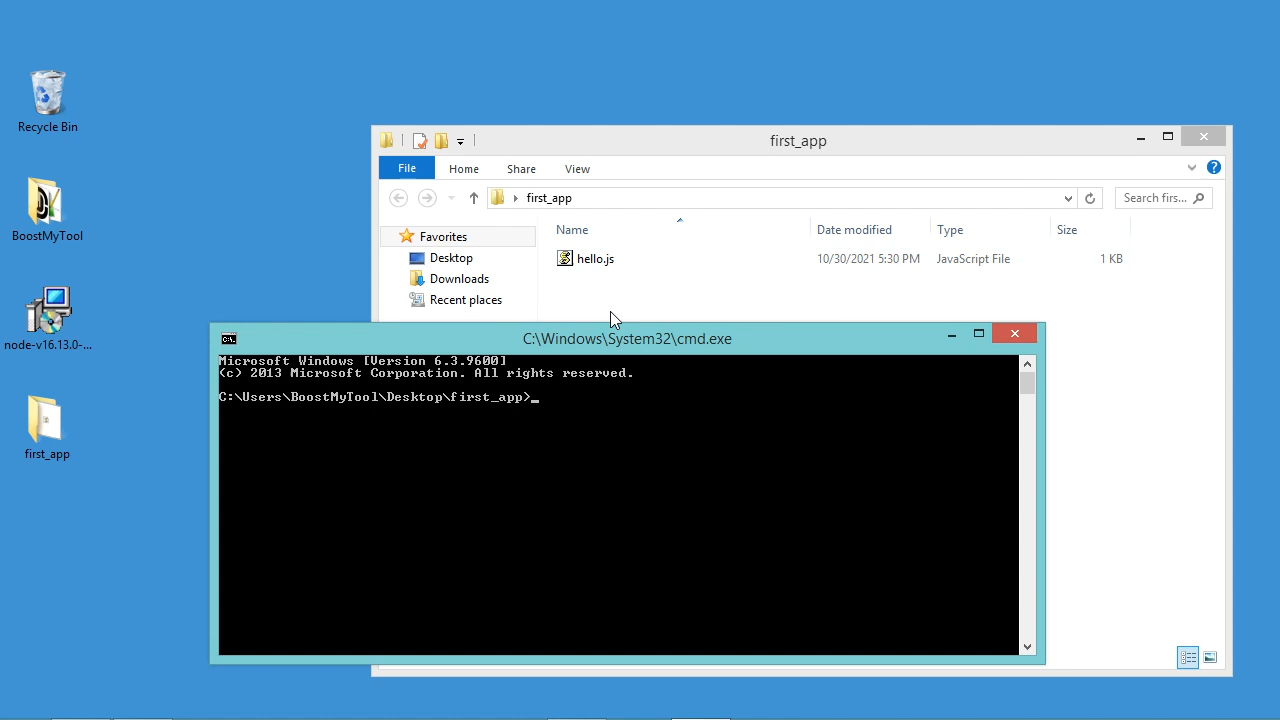 Recycle Bin
BoostMyTool
node-v16.13.0-...
first_app
first_app
File Home Share View
first_app
Search firs...
Name Date modified Type Size
Favorites
Desktop
Downloads
Recent places
hello.js 10/30/2021 5:30 PM JavaScript File 1 KB
C:\Windows\System32\cmd.exe
Microsoft Windows [Version 6.3.9600]
(c) 2013 Microsoft Corporation. All rights reserved.
C:\Users\BoostMyTool\Desktop\first_app>_